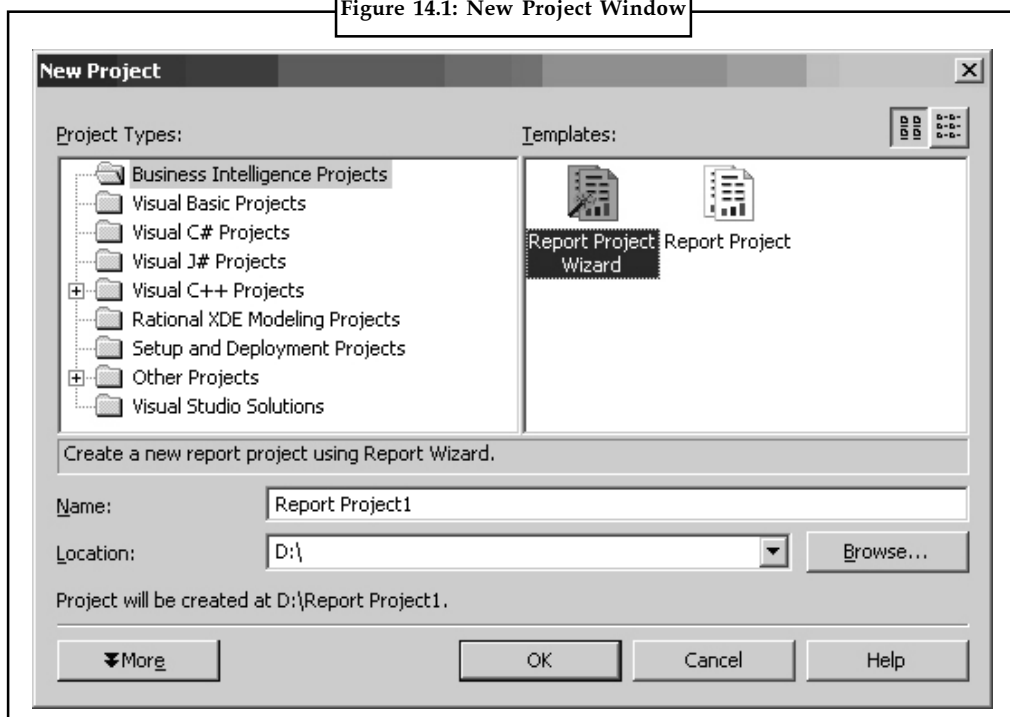 Figure 14.1: New Project Window
New Project
Project Types:
Templates:
Business Intelligence Projects
Visual Basic Projects
Visual C# Projects
Visual J# Projects
Visual C++ Projects
Rational XDE Modeling Projects
Setup and Deployment Projects
Other Projects
Visual Studio Solutions
Report Project
Wizard
Report Project
Create a new report project using Report Wizard.
Name:
Report Project1
Location:
D:\
Browse...
Project will be created at D:\Report Project1.
More
OK
Cancel
Help